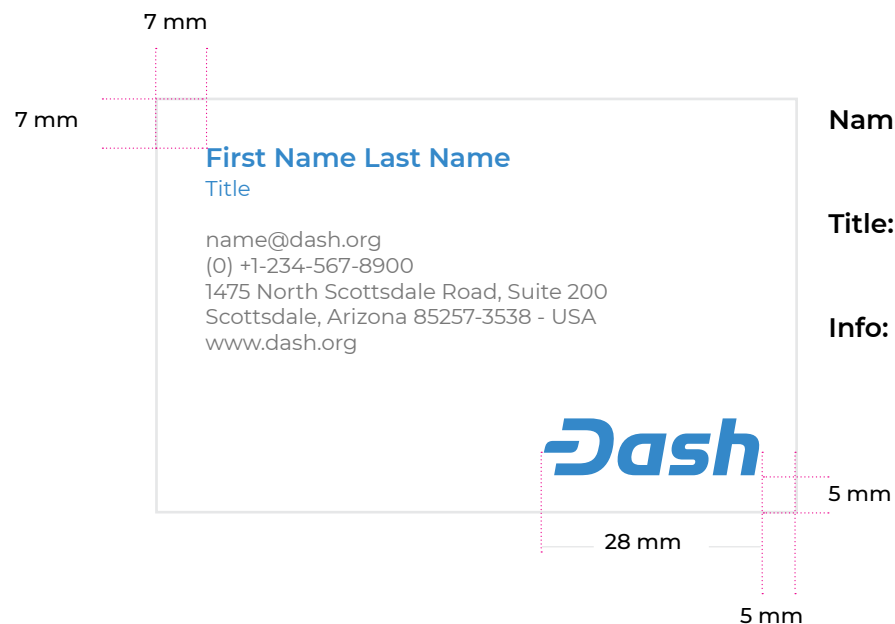 7 mm
7 mm
Nam
First Name Last Name
Title
Title:
name@dash.org
(0) +1-234-567-8900
1475 North Scottsdale Road, Suite 200
Scottsdale, Arizona 85257-3538 - USA
www.dash.org
Info:
Dash
5 mm
28 mm
5 mm